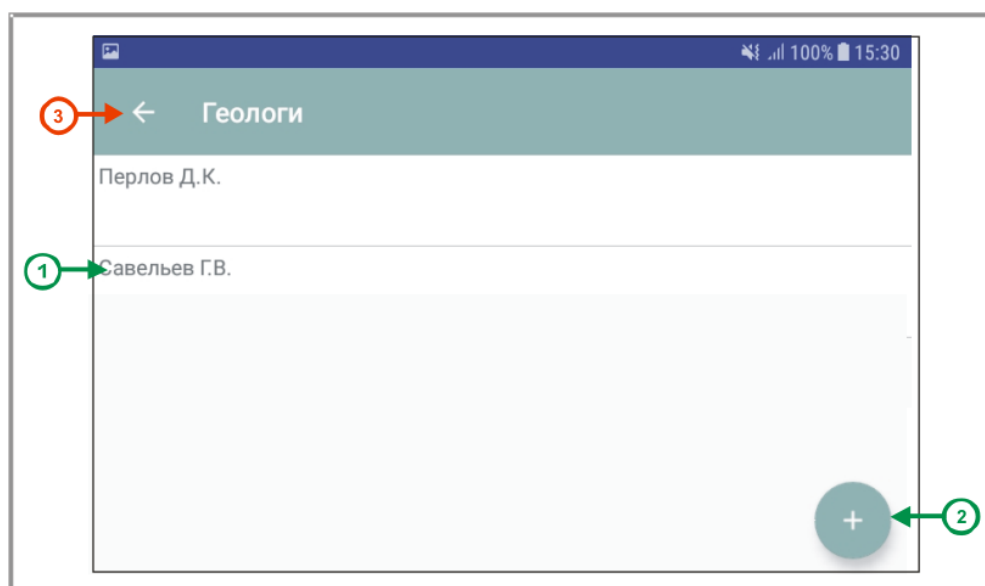 100% 15:30
3
Геологи
Перлов Д.К.
1
Савельев Г.В.
+
2